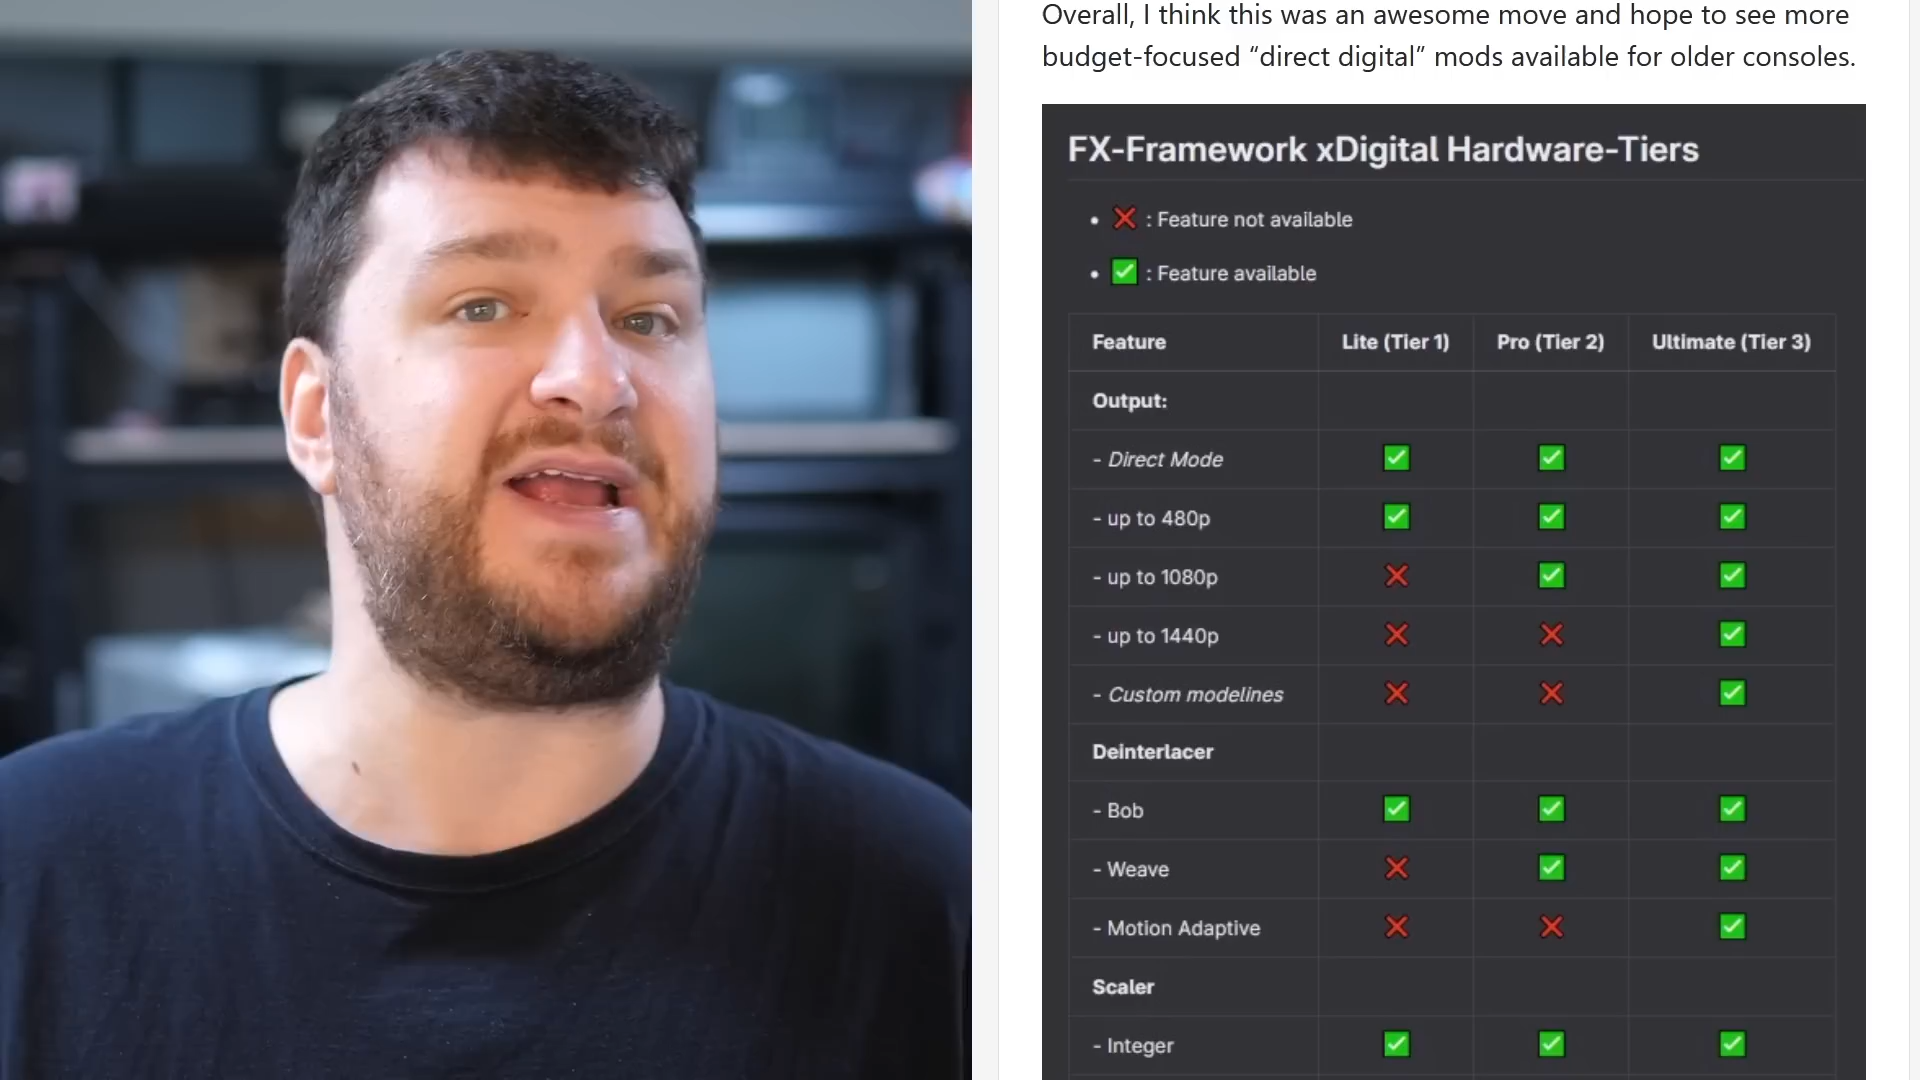 Overall, I think this was an awesome move and hope to see more
budget-focused “direct digital” mods available for older consoles.
FX-Framework xDigital Hardware-Tiers
• ❌ : Feature not available
• ✅ : Feature available
Feature Lite (Tier 1) Pro (Tier 2) Ultimate (Tier 3)
Output:
- Direct Mode ✅ ✅ ✅
- up to 480p ✅ ✅ ✅
- up to 1080p ❌ ✅ ✅
- up to 1440p ❌ ❌ ✅
- Custom modelines ❌ ❌ ✅
Deinterlacer
- Bob ✅ ✅ ✅
- Weave ❌ ✅ ✅
- Motion Adaptive ❌ ❌ ✅
Scaler
- Integer ✅ ✅ ✅